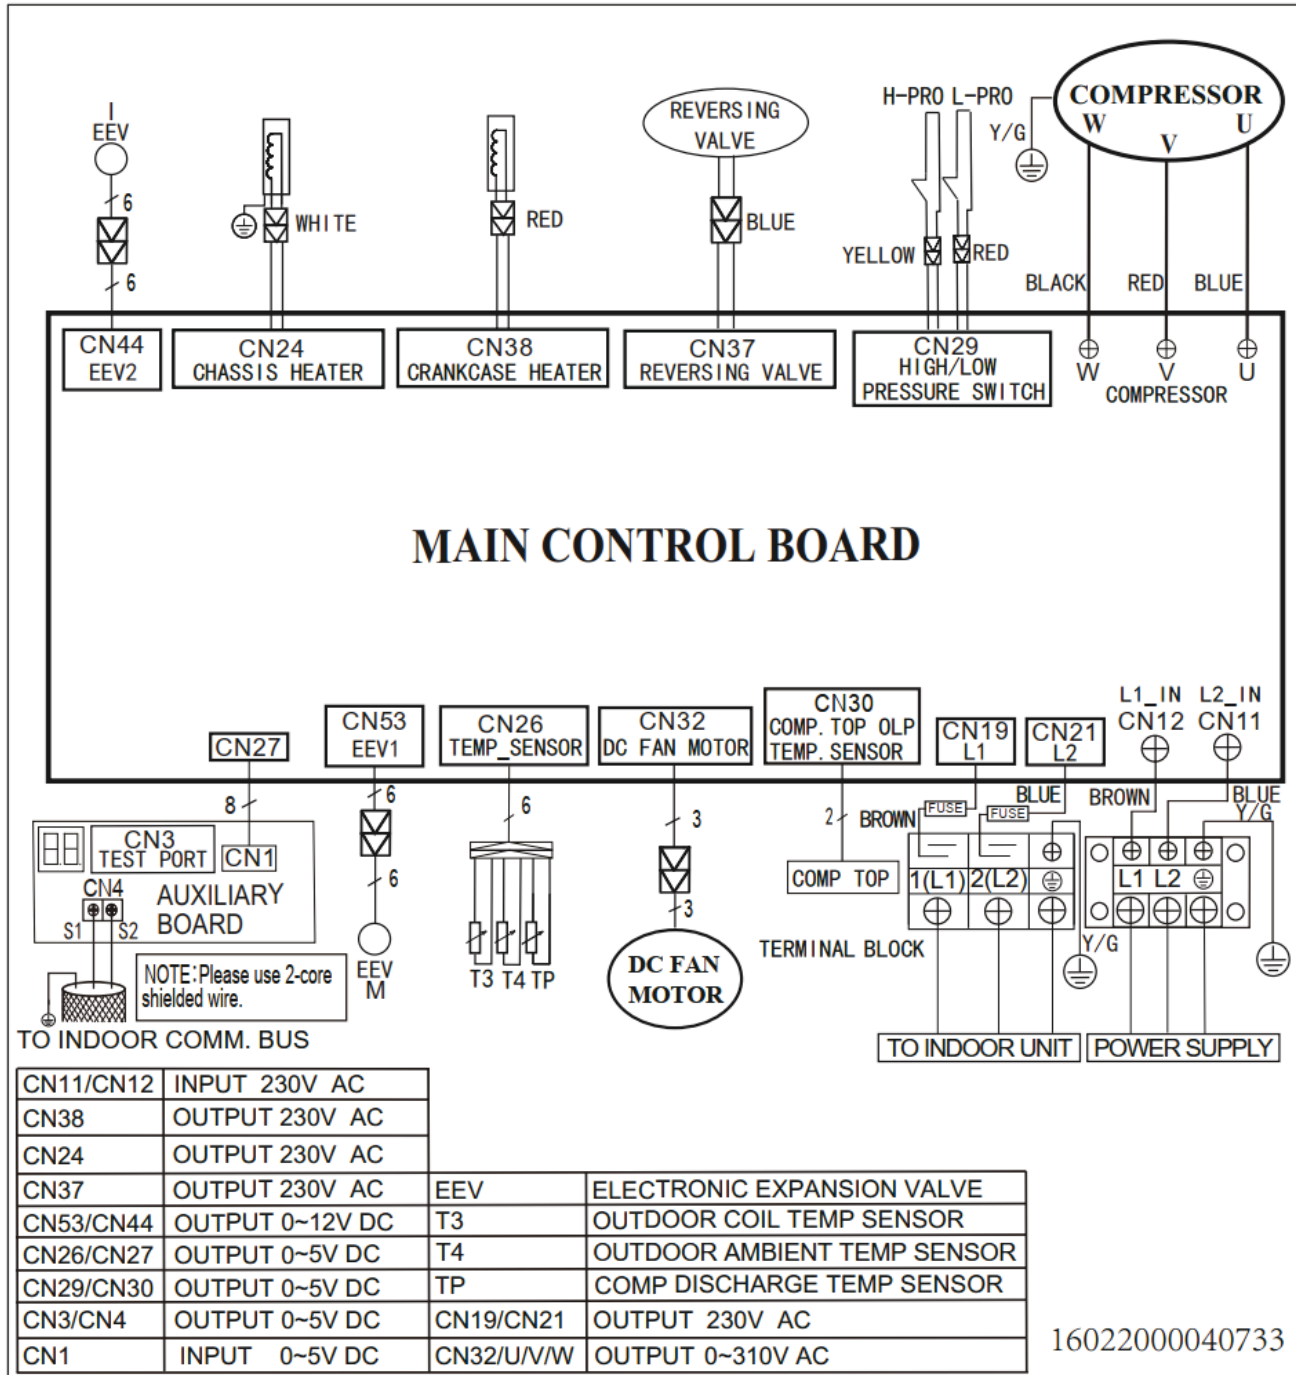 I
EEV
6
6
WHITE
RED
REVERSING
VALVE
BLUE
H-PRO L-PRO
YELLOW
RED
Y/G
COMPRESSOR
W
V
U
BLACK
RED
BLUE
CN44
EEV2
CN24
CHASSIS HEATER
CN38
CRANKCASE HEATER
CN37
REVERSING VALVE
CN29
HIGH/LOW
PRESSURE SWITCH
W
V
U
COMPRESSOR
MAIN CONTROL BOARD
CN27
CN53
EEV1
CN26
TEMP_SENSOR
CN32
DC FAN MOTOR
CN30
COMP. TOP OLP
TEMP. SENSOR
CN19
L1
CN21
L2
L1_IN
CN12
L2_IN
CN11
8
6
6
6
3
3
2
BROWN
FUSE
BLUE
FUSE
BROWN
BLUE
Y/G
8.8.
CN3
TEST PORT
CN1
CN4
S1
S2
AUXILIARY
BOARD
NOTE:Please use 2-core
shielded wire.
TO INDOOR COMM. BUS
EEV
M
T3 T4 TP
DC FAN
MOTOR
COMP TOP
TERMINAL BLOCK
1(L1) 2(L2)
Y/G
L1 L2
TO INDOOR UNIT
POWER SUPPLY
CN11/CN12 INPUT 230V AC
CN38 OUTPUT 230V AC
CN24 OUTPUT 230V AC
CN37 OUTPUT 230V AC EEV ELECTRONIC EXPANSION VALVE
CN53/CN44 OUTPUT 0~12V DC T3 OUTDOOR COIL TEMP SENSOR
CN26/CN27 OUTPUT 0~5V DC T4 OUTDOOR AMBIENT TEMP SENSOR
CN29/CN30 OUTPUT 0~5V DC TP COMP DISCHARGE TEMP SENSOR
CN3/CN4 OUTPUT 0~5V DC CN19/CN21 OUTPUT 230V AC
CN1 INPUT 0~5V DC CN32/U/V/W OUTPUT 0~310V AC
16022000040733